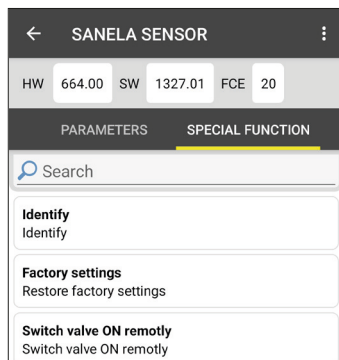 SANELA SENSOR
HW 664.00 SW 1327.01 FCE 20
PARAMETERS SPECIAL FUNCTION
Search
Identify
Identify
Factory settings
Restore factory settings
Switch valve ON remotly
Switch valve ON remotly